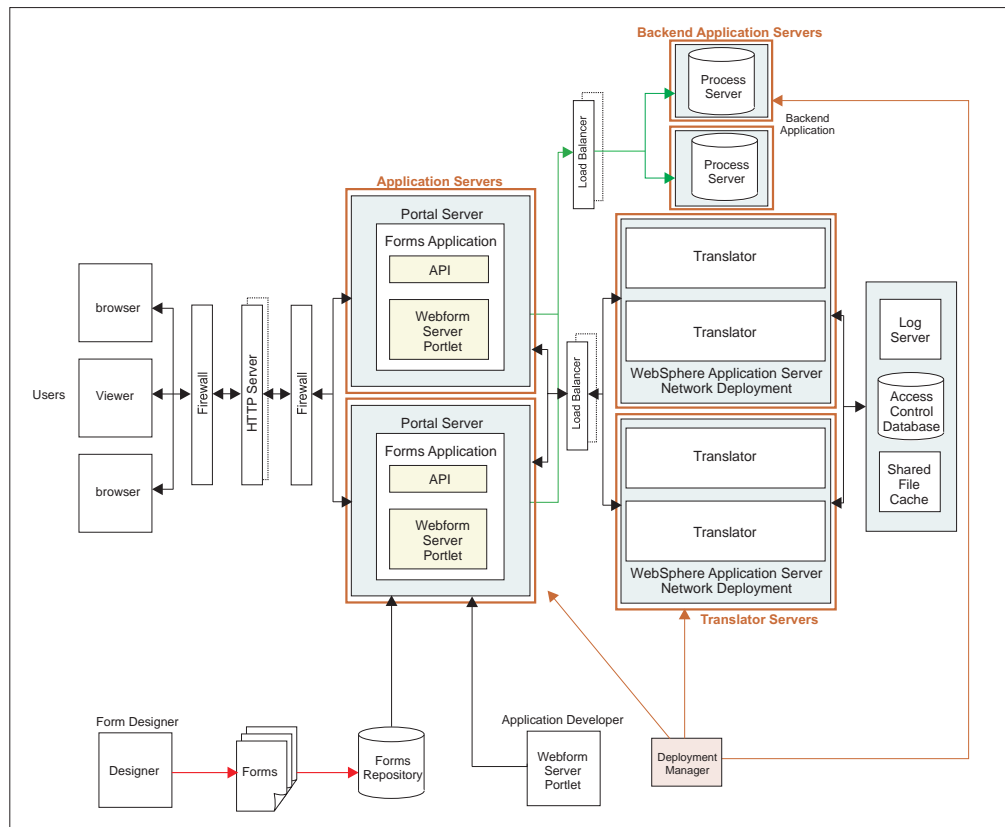 Backend Application Servers
Process
Server
Backend
Application
Process
Server
Load Balancer
Application Servers
Portal Server
Forms Application
API
Webform
Server
Portlet
Portal Server
Forms Application
API
Webform
Server
Portlet
Users
browser
Viewer
browser
Firewall
HTTP Server
Firewall
Load Balancer
Translator
Translator
WebSphere Application Server
Network Deployment
Translator
Translator
WebSphere Application Server
Network Deployment
Translator Servers
Log
Server
Access
Control
Database
Shared
File
Cache
Form Designer
Designer
Forms
Forms
Repository
Application Developer
Webform
Server
Portlet
Deployment
Manager